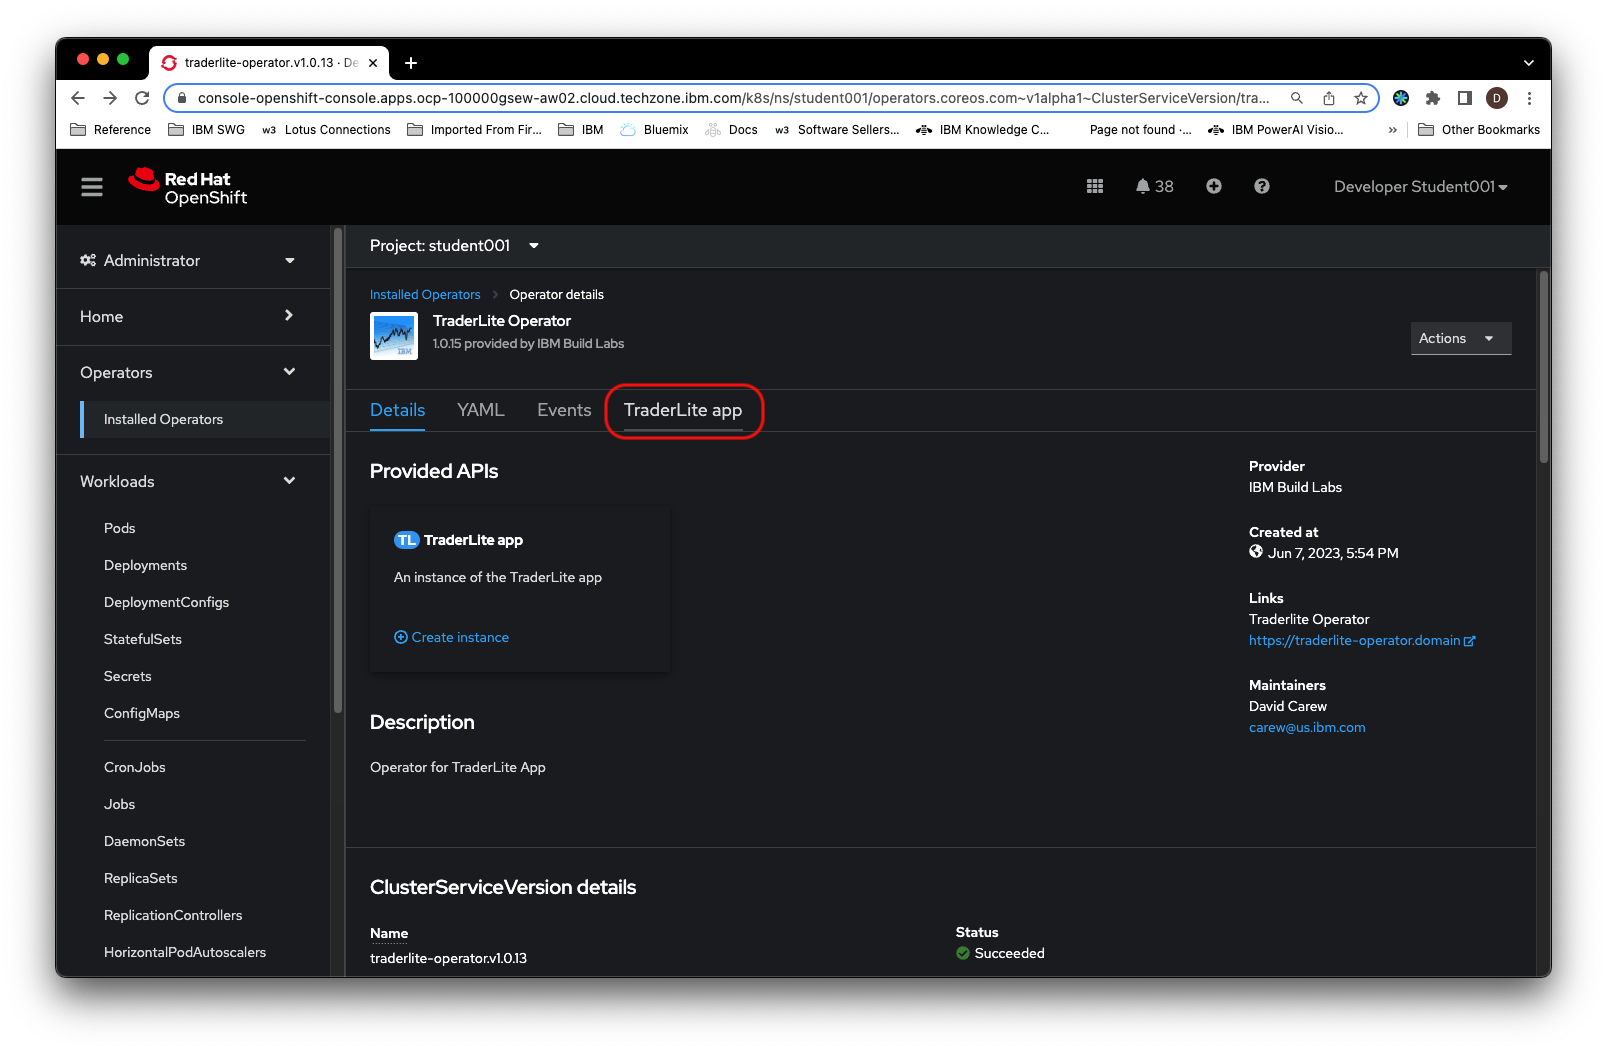 traderlite-operator.v1.0.13 · De
console-openshift-console.apps.ocp-100000gsew-aw02.cloud.techzone.ibm.com/k8s/ns/student001/operators.coreos.com~v1alpha1~ClusterServiceVersion/tra...
D
Reference IBM SWG w3 Lotus Connections Imported From Fir... IBM Bluemix Docs w3 Software Sellers... IBM Knowledge C... Page not found ·... IBM PowerAI Visio... » Other Bookmarks
Red Hat
OpenShift
38
Developer Student001
Project: student001
Administrator
Home
Operators
Installed Operators
Workloads
Pods
Deployments
DeploymentConfigs
StatefulSets
Secrets
ConfigMaps
CronJobs
Jobs
DaemonSets
ReplicaSets
ReplicationControllers
HorizontalPodAutoscalers
Installed Operators Operator details
TraderLite Operator
1.0.15 provided by IBM Build Labs
IBM
Actions
Details YAML Events TraderLite app
Provided APIs
TL TraderLite app
An instance of the TraderLite app
Create instance
Description
Operator for TraderLite App
Provider
IBM Build Labs
Created at
Jun 7, 2023, 5:54 PM
Links
Traderlite Operator
https://traderlite-operator.domain
Maintainers
David Carew
carew@us.ibm.com
ClusterServiceVersion details
Name
traderlite-operator.v1.0.13
Status
Succeeded